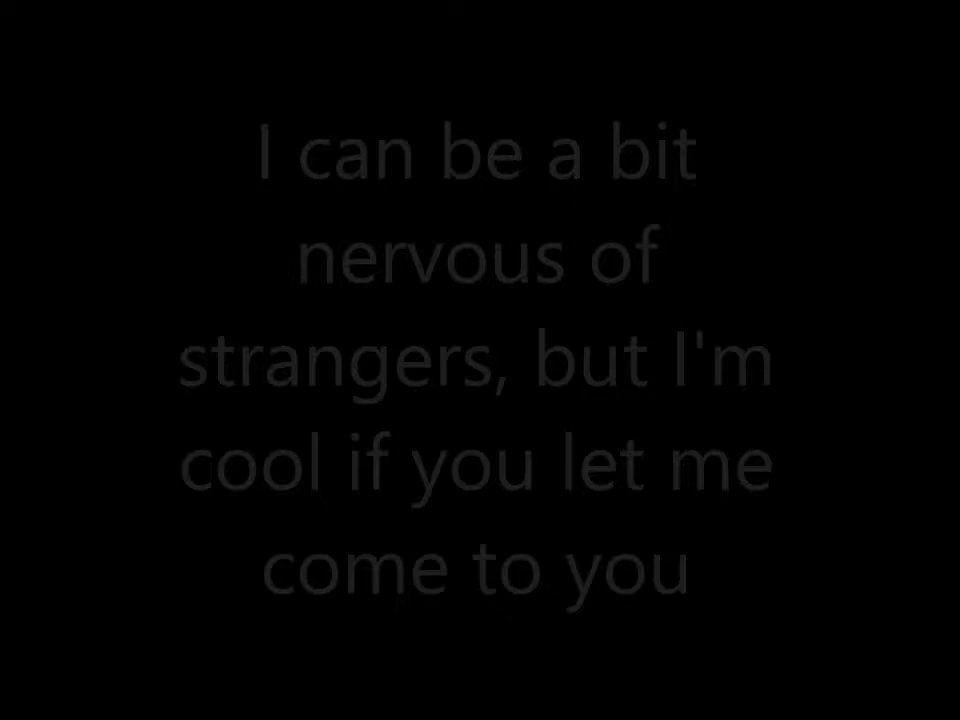 I can be a bit
nervous of
strangers, but I'm
cool if you let me
come to you